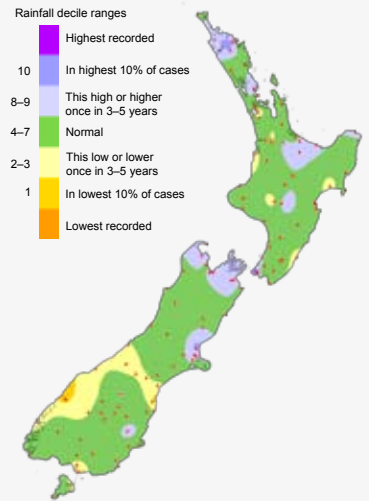 Rainfall decile ranges
Highest recorded
10 In highest 10% of cases
8–9 This high or higher
once in 3–5 years
4–7 Normal
2–3 This low or lower
once in 3–5 years
1 In lowest 10% of cases
Lowest recorded